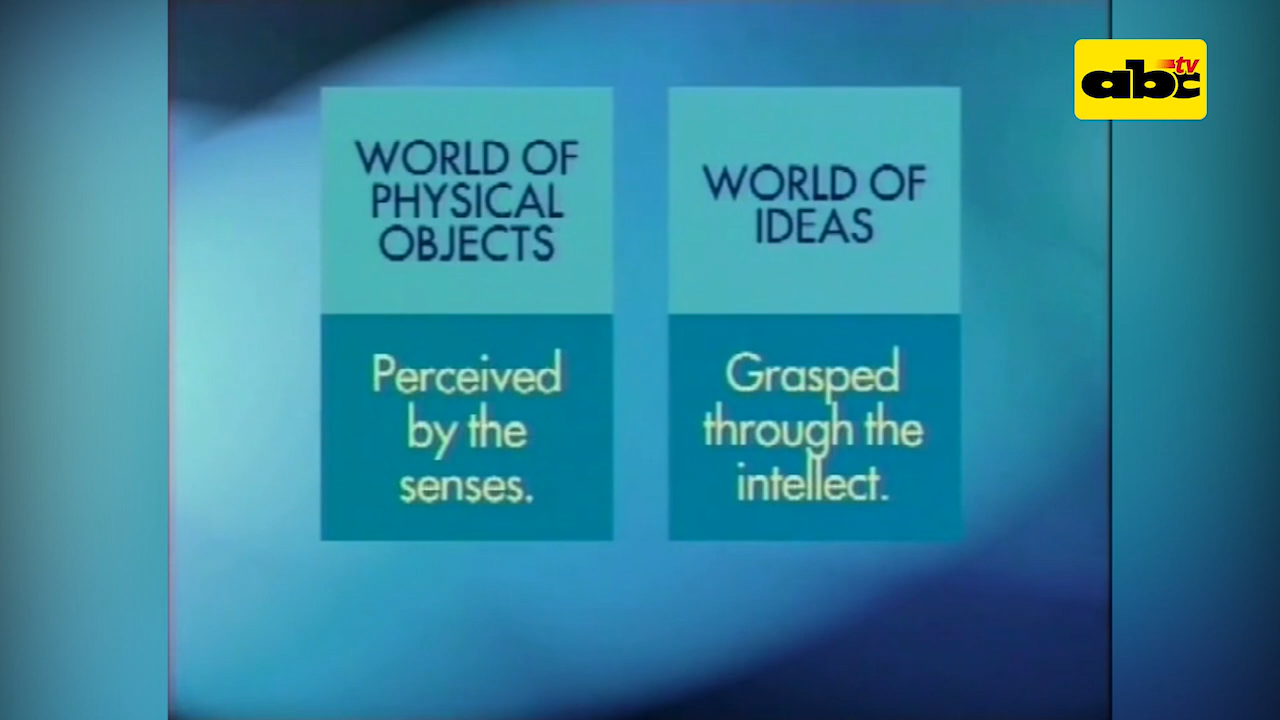 abc tv
WORLD OF
PHYSICAL
OBJECTS
Perceived
by the
senses.
WORLD OF
IDEAS
Grasped
through the
intellect.